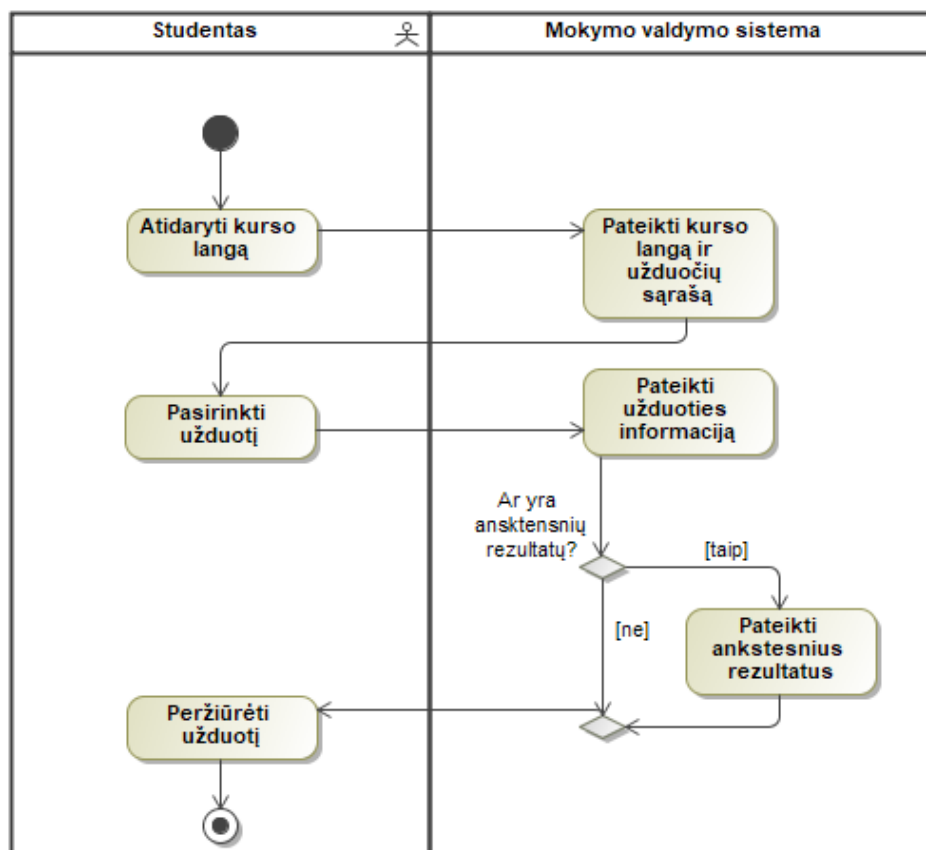 Studentas
Mokymo valdymo sistema
Atidaryti kurso
langą
Pateikti kurso
langą ir
užduočių
sąrašą
Pasirinkti
užduotį
Pateikti
užduoties
informaciją
Ar yra
ansktensnių
rezultatų?
[taip]
[ne]
Pateikti
ankstesnius
rezultatus
Peržiūrėti
užduotį